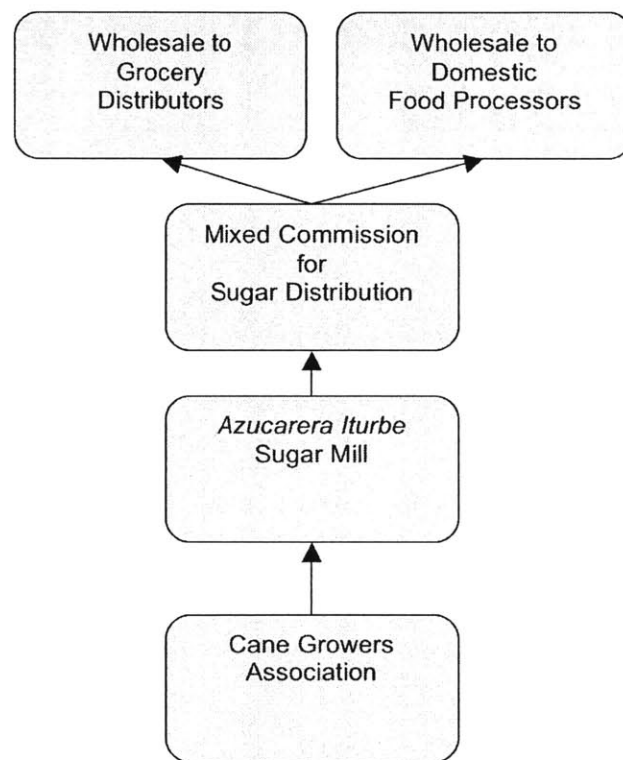 Wholesale to
Grocery
Distributors
Wholesale to
Domestic
Food Processors
Mixed Commission
for
Sugar Distribution
Azucarera Iturbe
Sugar Mill
Cane Growers
Association